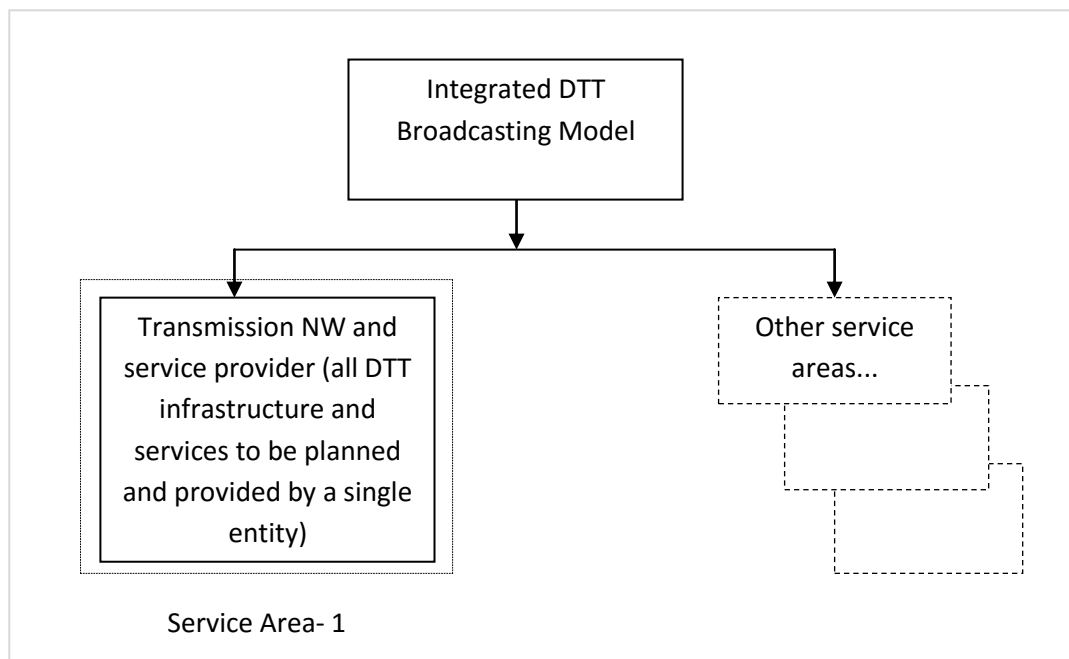 Integrated DTT
Broadcasting Model
Transmission NW and
service provider (all DTT
infrastructure and
services to be planned
and provided by a single
entity)
Other service
areas...
Service Area- 1